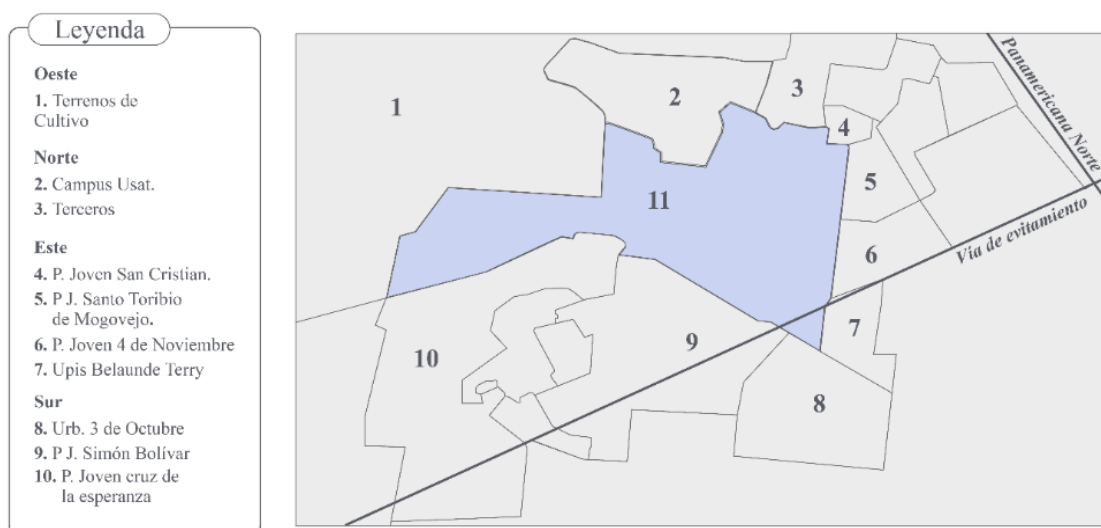 Leyenda
Oeste
1. Terrenos de
Cultivo
Norte
2. Campus Usat.
3. Terceros
Este
4. P. Joven San Cristian.
5. P J. Santo Toribio
de Mogovejo.
6. P. Joven 4 de Noviembre
7. Upis Belaunde Terry
Sur
8. Urb. 3 de Octubre
9. P J. Simón Bolívar
10. P. Joven cruz de
la esperanza
1
2
3
4
5
6
7
8
9
10
11
Panamericana Norte
Via de evitamiento